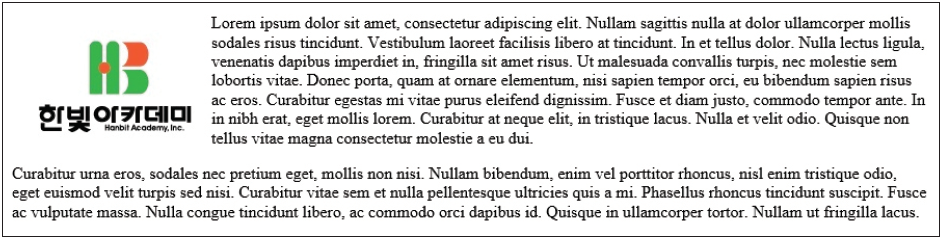 한빛아카데미
Hanbit Academy, Inc.
Lorem ipsum dolor sit amet, consectetur adipiscing elit. Nullam sagittis nulla at dolor ullamcorper mollis
sodales risus tincidunt. Vestibulum laoreet facilisis libero at tincidunt. In et tellus dolor. Nulla lectus ligula,
venenatis dapibus imperdiet in, fringilla sit amet risus. Ut malesuada convallis turpis, nec molestie sem
lobortis vitae. Donec porta, quam at ornare elementum, nisi sapien tempor orci, eu bibendum sapien risus
ac eros. Curabitur egestas mi vitae purus eleifend dignissim. Fusce et diam justo, commodo tempor ante. In
in nibh erat, eget mollis lorem. Curabitur at neque elit, in tristique lacus. Nulla et velit odio. Quisque non
tellus vitae magna consectetur molestie a eu dui.
Curabitur urna eros, sodales nec pretium eget, mollis non nisi. Nullam bibendum, enim vel porttitor rhoncus, nisl enim tristique odio,
eget euismod velit turpis sed nisi. Curabitur vitae sem et nulla pellentesque ultricies quis a mi. Phasellus rhoncus tincidunt suscipit. Fusce
ac vulputate massa. Nulla congue tincidunt libero, ac commodo orci dapibus id. Quisque in ullamcorper tortor. Nullam ut fringilla lacus.